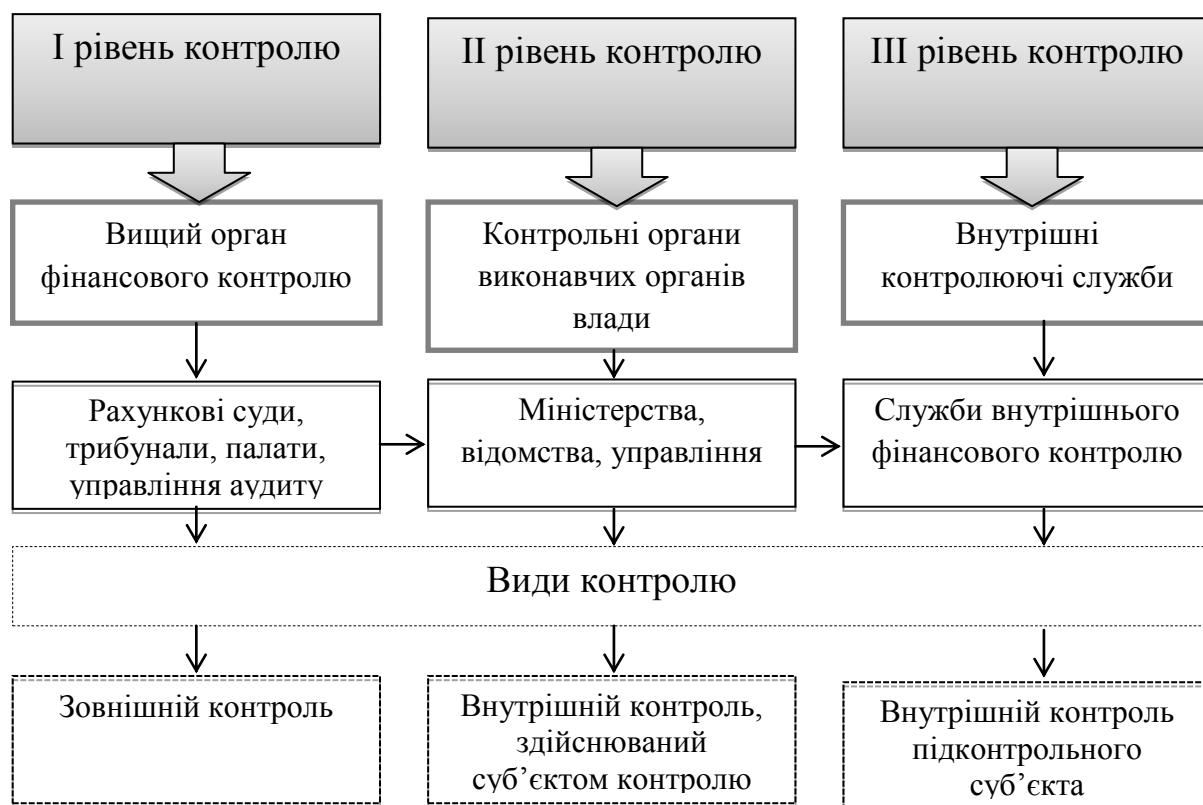 І рівень контролю
ІІ рівень контролю
ІІІ рівень контролю
Вищий орган
фінансового контролю
Контрольні органи
виконавчих органів
влади
Внутрішні
контролюючі служби
Рахункові суди,
трибунали, палати,
управління аудиту
Міністерства,
відомства, управління
Служби внутрішнього
фінансового контролю
Види контролю
Зовнішній контроль
Внутрішній контроль,
здійснюваний
суб’єктом контролю
Внутрішній контроль
підконтрольного
суб’єкта